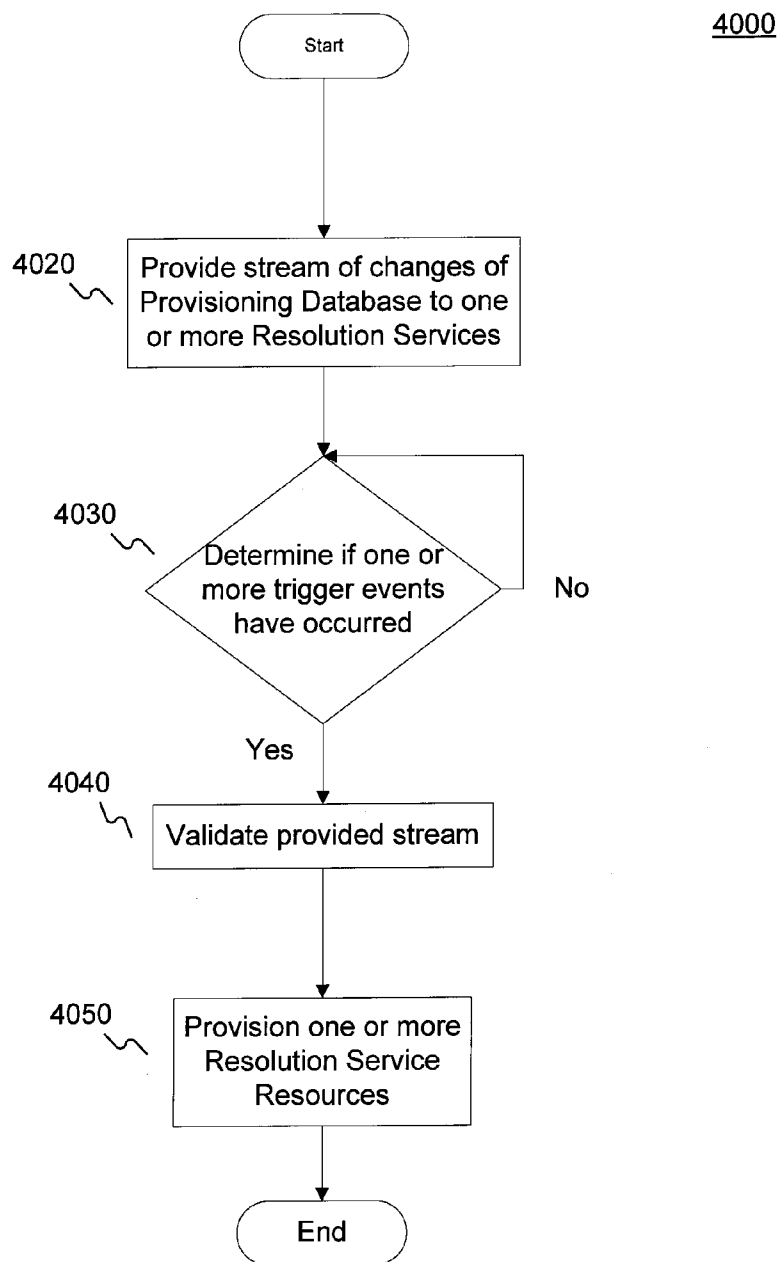 4000
Start
4020
Provide stream of changes of
Provisioning Database to one
or more Resolution Services
4030
Determine if one or
more trigger events
have occurred
No
Yes
4040
Validate provided stream
4050
Provision one or more
Resolution Service
Resources
End